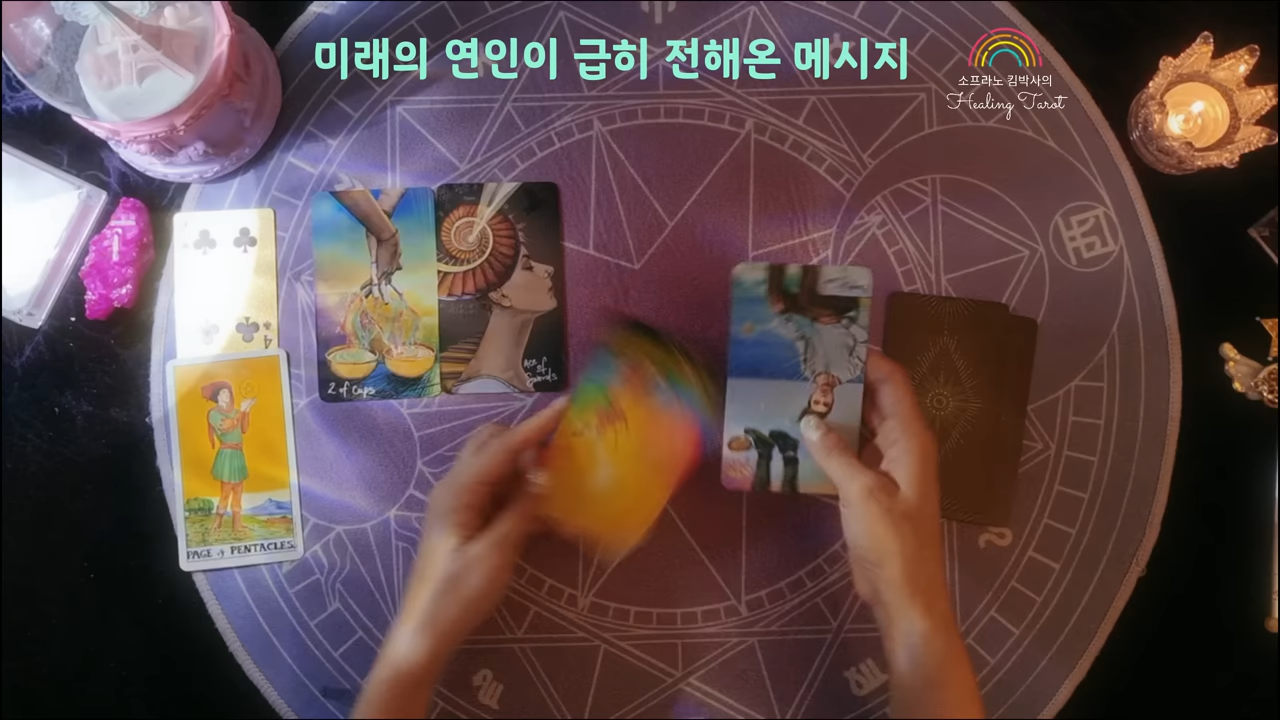 미래의 연인이 급히 전해온 메시지
소프라노 킴박사의
Healing Tarot
4
2 of Cups
Ace of Swords
PAGE of PENTACLES.